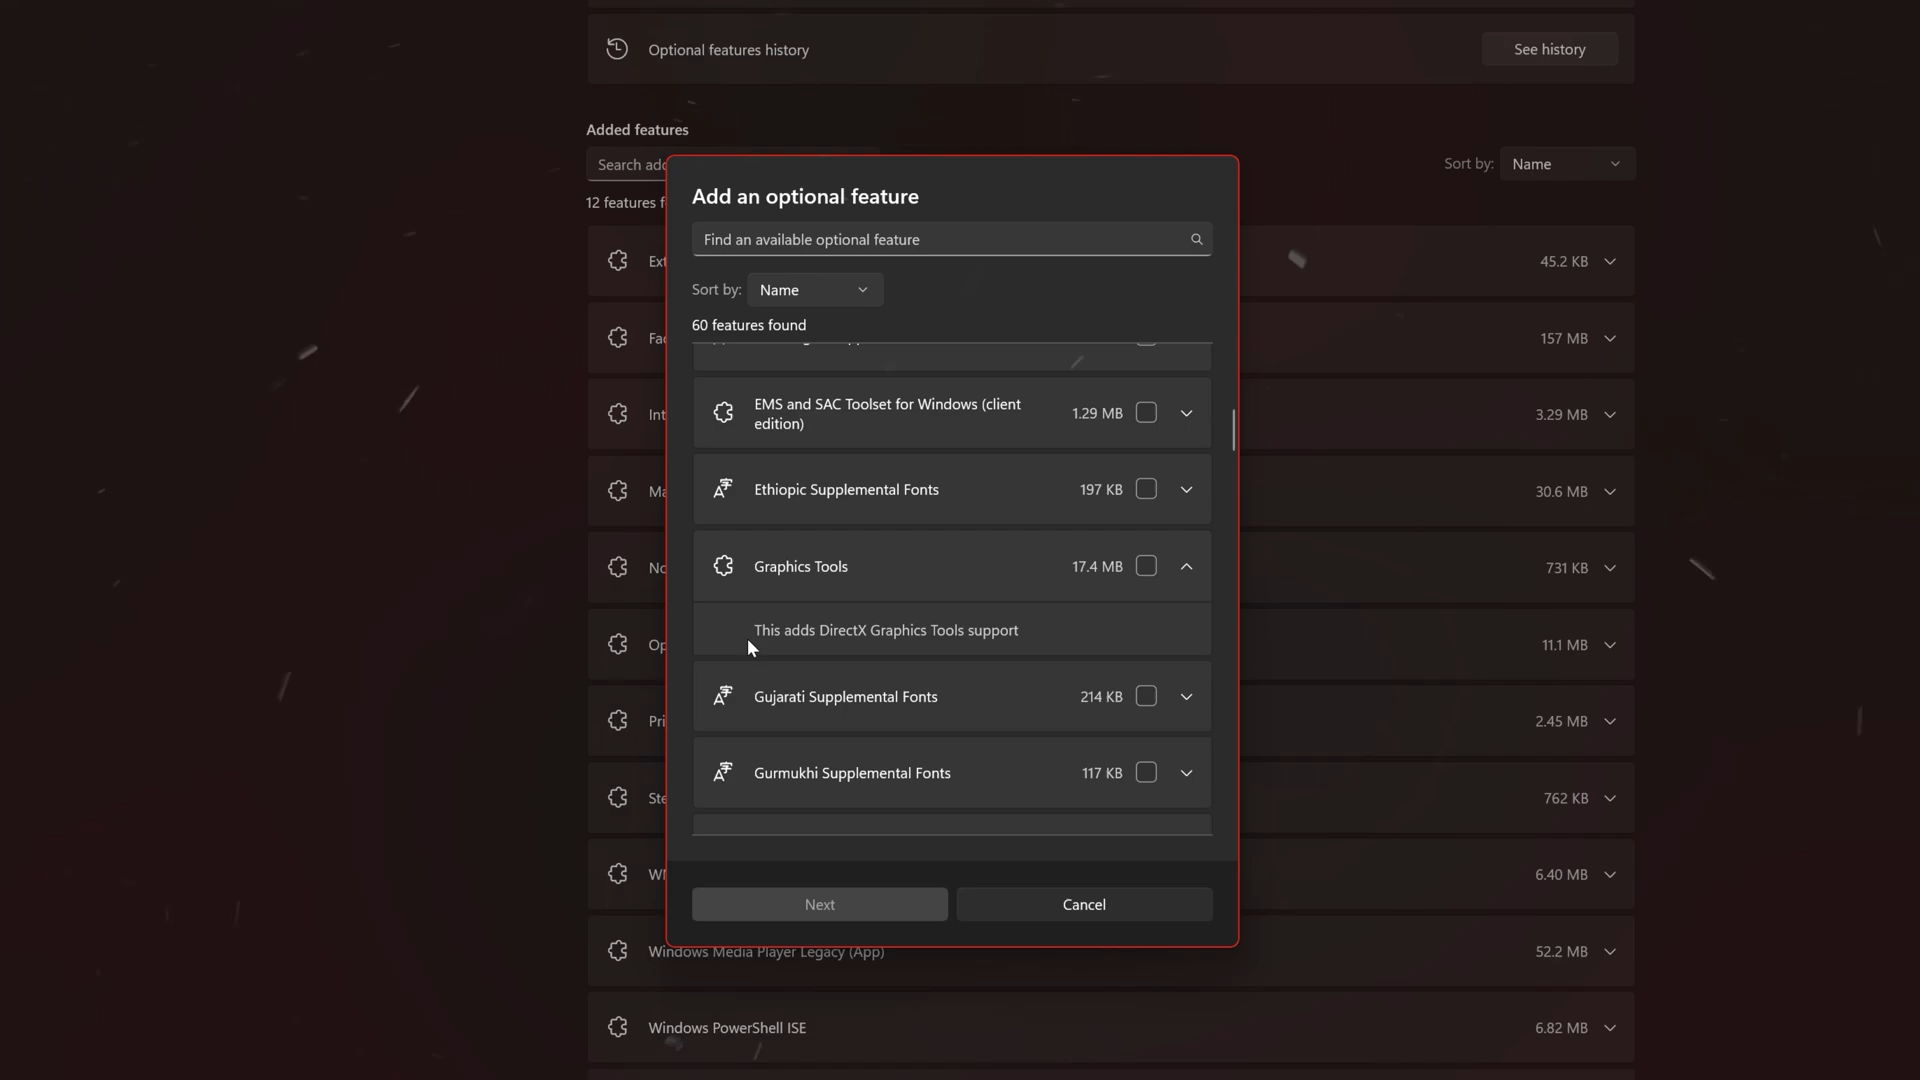 Optional features history
See history
Added features
Search
Sort by: Name
12 features
Add an optional feature
Find an available optional feature
Sort by: Name
60 features found
EMS and SAC Toolset for Windows (client
edition)
1.29 MB
Ethiopic Supplemental Fonts
197 KB
Graphics Tools
17.4 MB
This adds DirectX Graphics Tools support
Gujarati Supplemental Fonts
214 KB
Gurmukhi Supplemental Fonts
117 KB
Next
Cancel
45.2 KB
157 MB
3.29 MB
30.6 MB
731 KB
11.1 MB
2.45 MB
762 KB
6.40 MB
Windows Media Player Legacy (App)
52.2 MB
Windows PowerShell ISE
6.82 MB